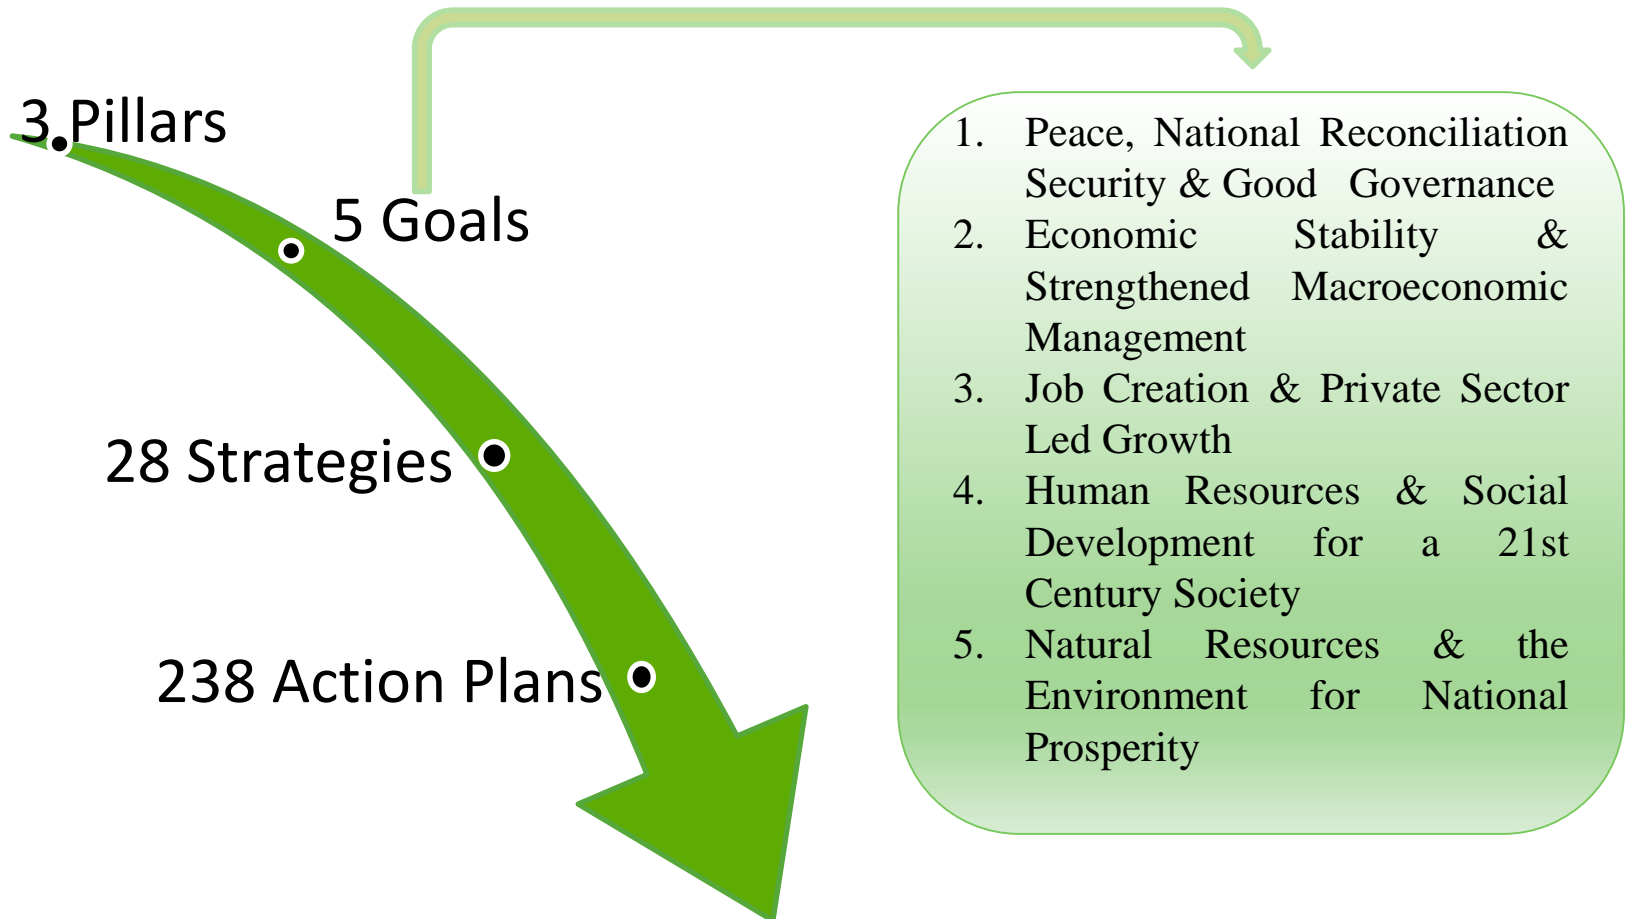 3 Pillars
5 Goals
28 Strategies
238 Action Plans
1. Peace, National Reconciliation
Security & Good Governance
2. Economic Stability &
Strengthened Macroeconomic
Management
3. Job Creation & Private Sector
Led Growth
4. Human Resources & Social
Development for a 21st
Century Society
5. Natural Resources & the
Environment for National
Prosperity